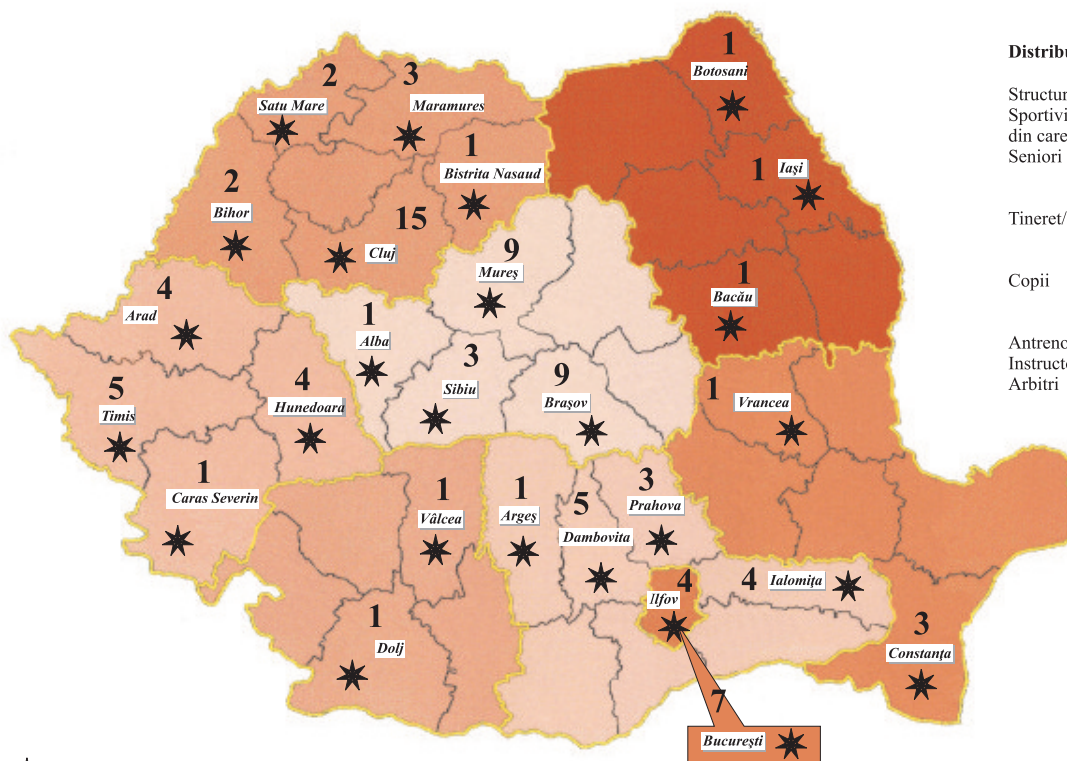 1
Botosani
2
Satu Mare
3
Maramures
1
Bistrita Nasaud
1
Iaşi
2
Bihor
15
Cluj
9
Mureş
1
Bacău
4
Arad
1
Alba
3
Sibiu
9
Braşov
5
Timis
4
Hunedoara
1
Vrancea
1
Caras Severin
1
Vâlcea
1
Argeş
5
Dambovita
3
Prahova
4
Ilfov
4
Ialomiţa
1
Dolj
3
Constanţa
7
Bucureşti
Distribu
Structur
Sportivi
din care
Seniori
Tineret/
Copii
Antreno
Instructo
Arbitri